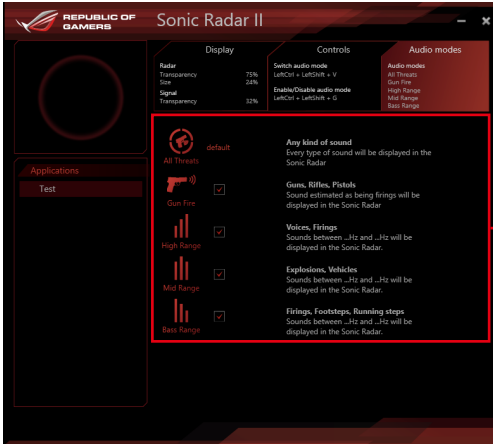 REPUBLIC OF
GAMERS
Sonic Radar II
Display
Controls
Audio modes
Radar
Transparency 75%
Size 24%
Signal
Transparency 32%
Switch audio mode
LeftCtrl + LeftShift + V
Enable/Disable audio mode
LeftCtrl + LeftShift + G
Audio modes
All Threats
Gun Fire
High Range
Mid Range
Bass Range
Applications
Test
All Threats
default
Any kind of sound
Every type of sound will be displayed in the
Sonic Radar
Gun Fire
Guns, Rifles, Pistols
Sound estimated as being firings will be
displayed in the Sonic Radar
High Range
Voices, Firings
Sounds between ...Hz and ...Hz will be
displayed in the Sonic Radar.
Mid Range
Explosions, Vehicles
Sounds between ...Hz and ...Hz will be
displayed in the Sonic Radar.
Bass Range
Firings, Footsteps, Running steps
Sounds between ...Hz and ...Hz will be
displayed in the Sonic Radar.